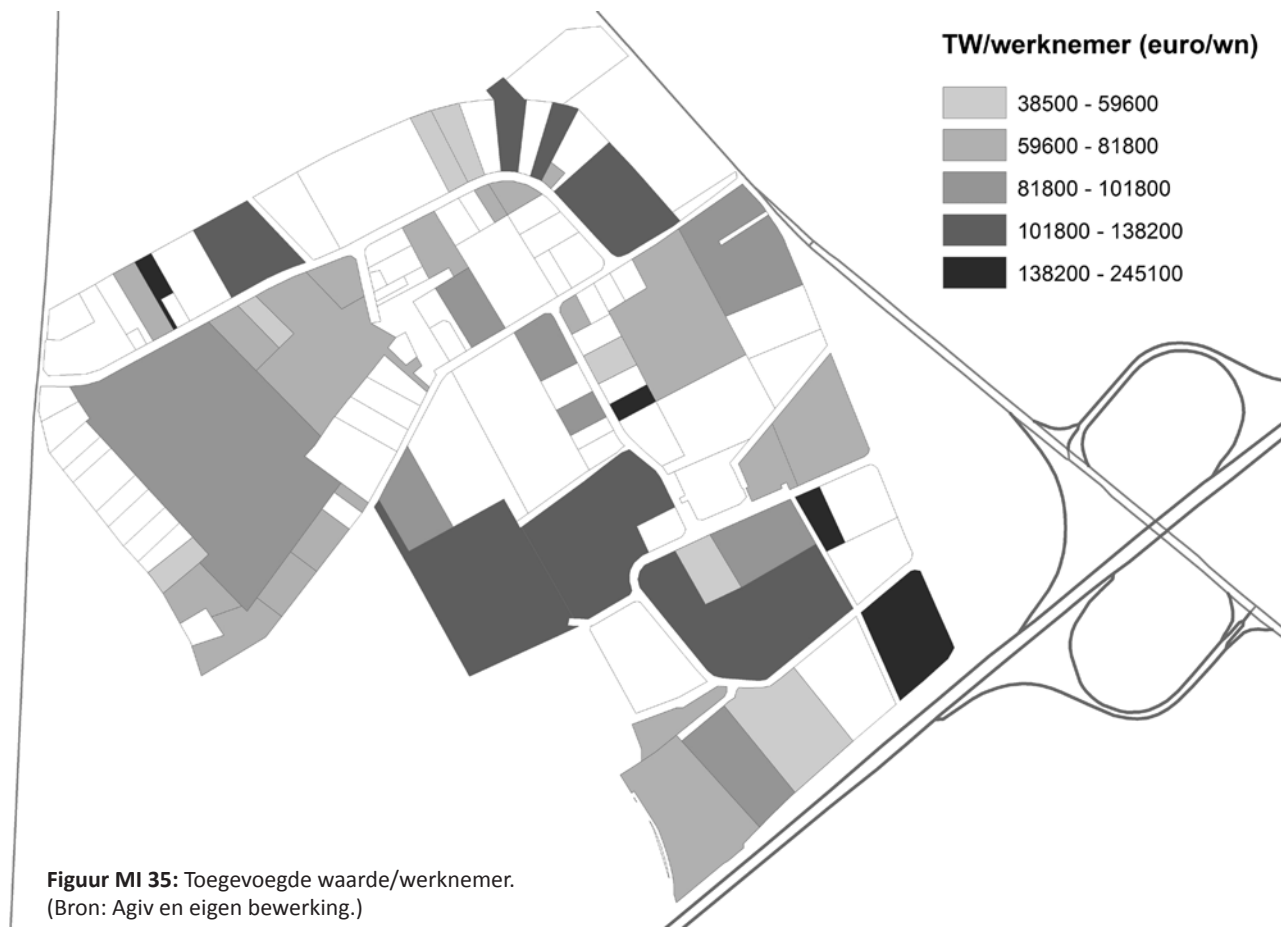 TW/werknemer (euro/wn)
38500 - 59600
59600 - 81800
81800 - 101800
101800 - 138200
138200 - 245100
Figuur MI 35: Toegevoegde waarde/werknemer.
(Bron: Agiv en eigen bewerking.)